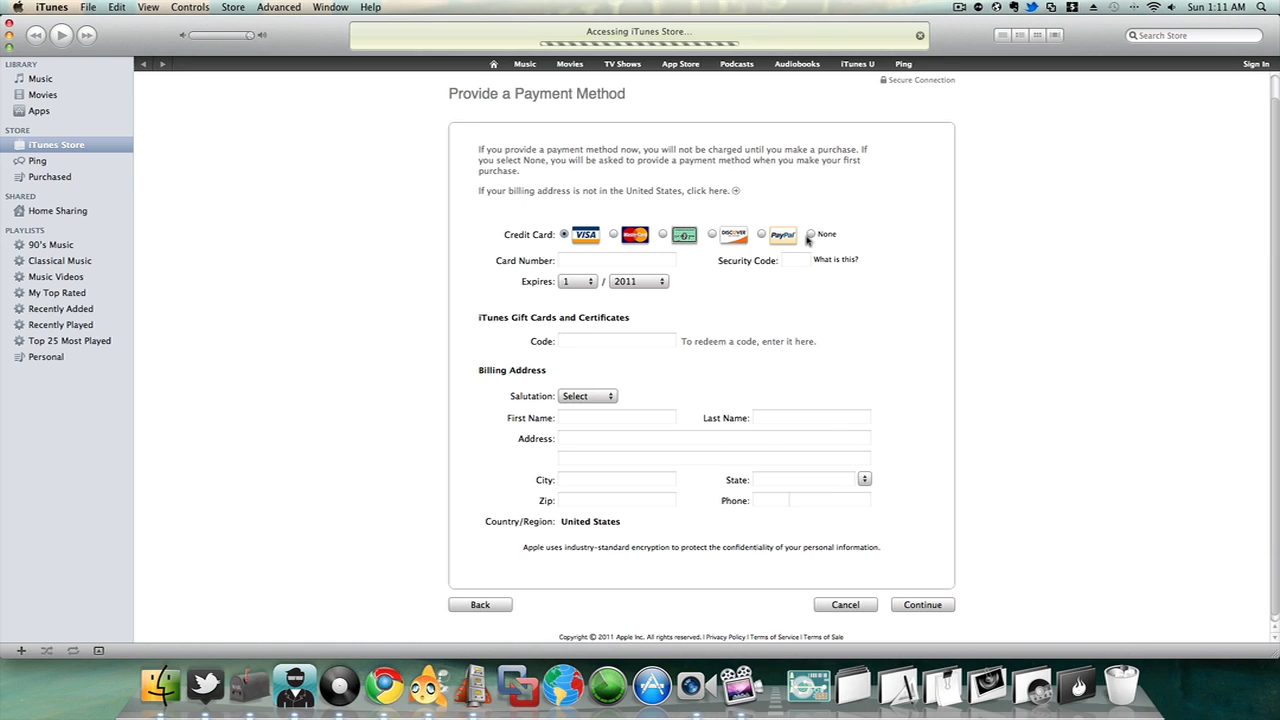 iTunes File Edit View Controls Store Advanced Window Help Sun 1:11 AM
Accessing iTunes Store...
Search Store
LIBRARY
Music
Movies
Apps
STORE
iTunes Store
Ping
Purchased
SHARED
Home Sharing
PLAYLISTS
90's Music
Classical Music
Music Videos
My Top Rated
Recently Added
Recently Played
Top 25 Most Played
Personal
Music Movies TV Shows App Store Podcasts Audiobooks iTunes U Ping Sign In
Secure Connection
Provide a Payment Method
If you provide a payment method now, you will not be charged until you make a purchase. If
you select None, you will be asked to provide a payment method when you make your first
purchase.
If your billing address is not in the United States, click here.
Credit Card: VISA MasterCard DISCOVER PayPal None
Card Number: Security Code: What is this?
Expires: 1 / 2011
iTunes Gift Cards and Certificates
Code: To redeem a code, enter it here.
Billing Address
Salutation: Select
First Name: Last Name:
Address:
City: State:
Zip: Phone:
Country/Region: United States
Apple uses industry-standard encryption to protect the confidentiality of your personal information.
Back Cancel Continue
Copyright © 2011 Apple Inc. All rights reserved. | Privacy Policy | Terms of Service | Terms of Sale